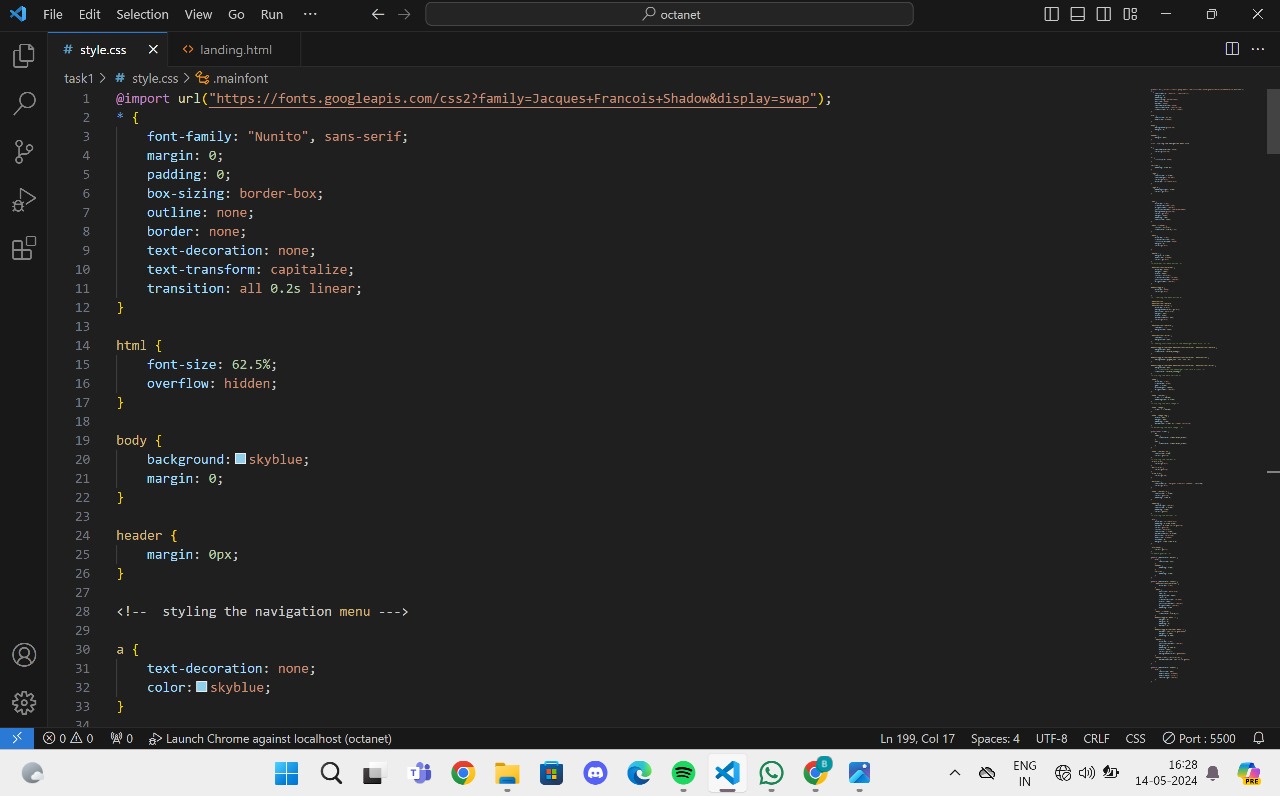 File Edit Selection View Go Run ··· octanet
# style.css × <> landing.html
task1 > # style.css > .mainfont
1 @import url("https://fonts.googleapis.com/css2?family=Jacques+Francois+Shadow&display=swap");
2 * {
3 font-family: "Nunito", sans-serif;
4 margin: 0;
5 padding: 0;
6 box-sizing: border-box;
7 outline: none;
8 border: none;
9 text-decoration: none;
10 text-transform: capitalize;
11 transition: all 0.2s linear;
12 }
13
14 html {
15 font-size: 62.5%;
16 overflow: hidden;
17 }
18
19 body {
20 background: skyblue;
21 margin: 0;
22 }
23
24 header {
25 margin: 0px;
26 }
27
28 <!-- styling the navigation menu --->
29
30 a {
31 text-decoration: none;
32 color: skyblue;
33 }
34
0 0 0 Launch Chrome against localhost (octanet) Ln 199, Col 17 Spaces: 4 UTF-8 CRLF CSS Port : 5500
ENG 16:28
IN 14-05-2024
B
PRE